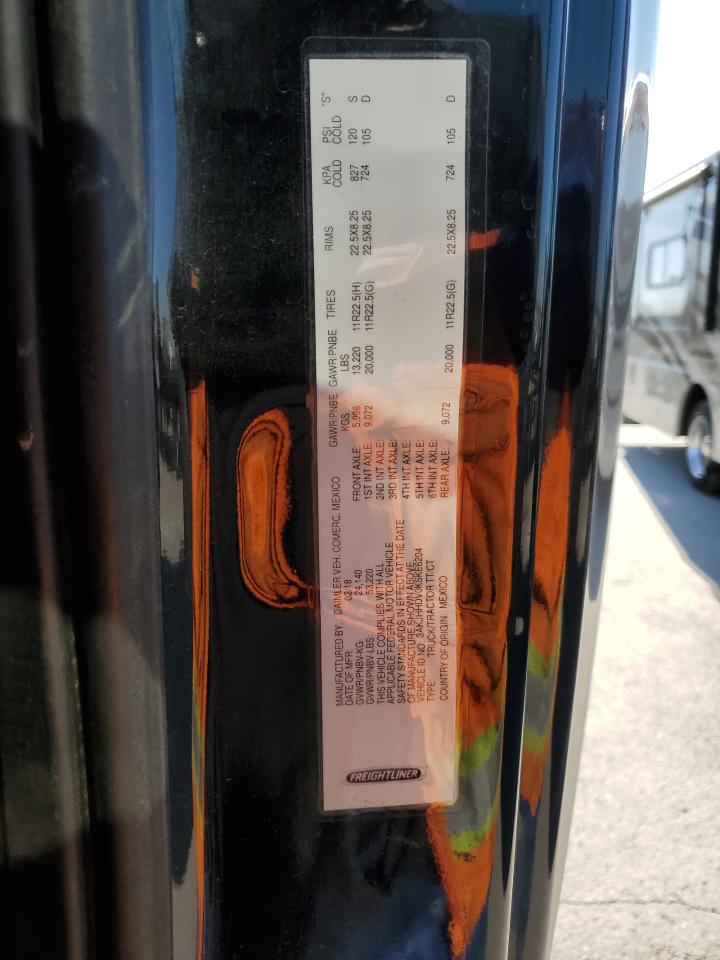 FREIGHTLINER
MANUFACTURED BY: DAIMLER VEH. COMERC. MEXICO
DATE OF MFR: 02/18
GVWR/PNBV-KG: 24,140
GVWR/PNBV-LBS: 53,220
THIS VEHICLE COMPLIES WITH ALL
APPLICABLE FEDERAL MOTOR VEHICLE
SAFETY STANDARDS IN EFFECT AT THE DATE
OF MANUFACTURE SHOWN ABOVE.
VEHICLE ID NO.
TYPE: TRUCK/TRACTOR TT/CT
COUNTRY OF ORIGIN: MEXICO
GAWR/PNBE KGS GAWR/PNBE LBS TIRES RIMS KPA COLD PSI COLD "S"
FRONT AXLE: 5,996 13,220 11R22.5(H) 22.5X8.25 827 120 S
1ST INT AXLE: 9,072 20,000 11R22.5(G) 22.5X8.25 724 105 D
2ND INT AXLE:
3RD INT AXLE:
4TH INT AXLE:
5TH INT AXLE:
6TH INT AXLE:
REAR AXLE: 9,072 20,000 11R22.5(G) 22.5X8.25 724 105 D